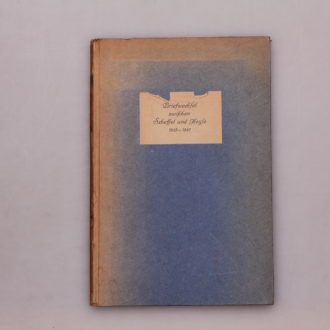 Briefwechsel
zwischen
Scheffel und Heyse